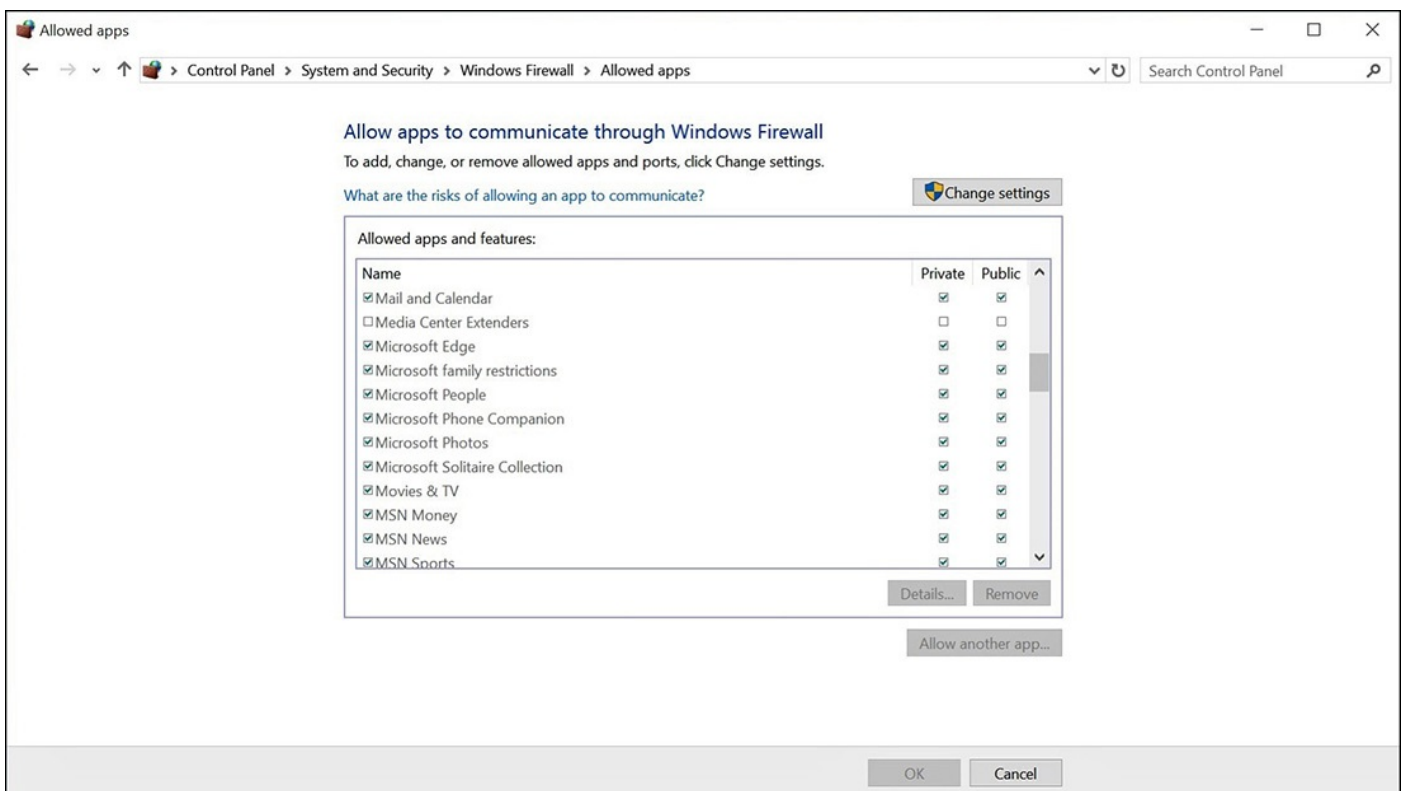 Allowed apps
Control Panel > System and Security > Windows Firewall > Allowed apps
Search Control Panel
Allow apps to communicate through Windows Firewall
To add, change, or remove allowed apps and ports, click Change settings.
What are the risks of allowing an app to communicate?
Change settings
Allowed apps and features:
Name Private Public
Mail and Calendar
Media Center Extenders
Microsoft Edge
Microsoft family restrictions
Microsoft People
Microsoft Phone Companion
Microsoft Photos
Microsoft Solitaire Collection
Movies & TV
MSN Money
MSN News
MSN Sports
Details... Remove
Allow another app...
OK Cancel